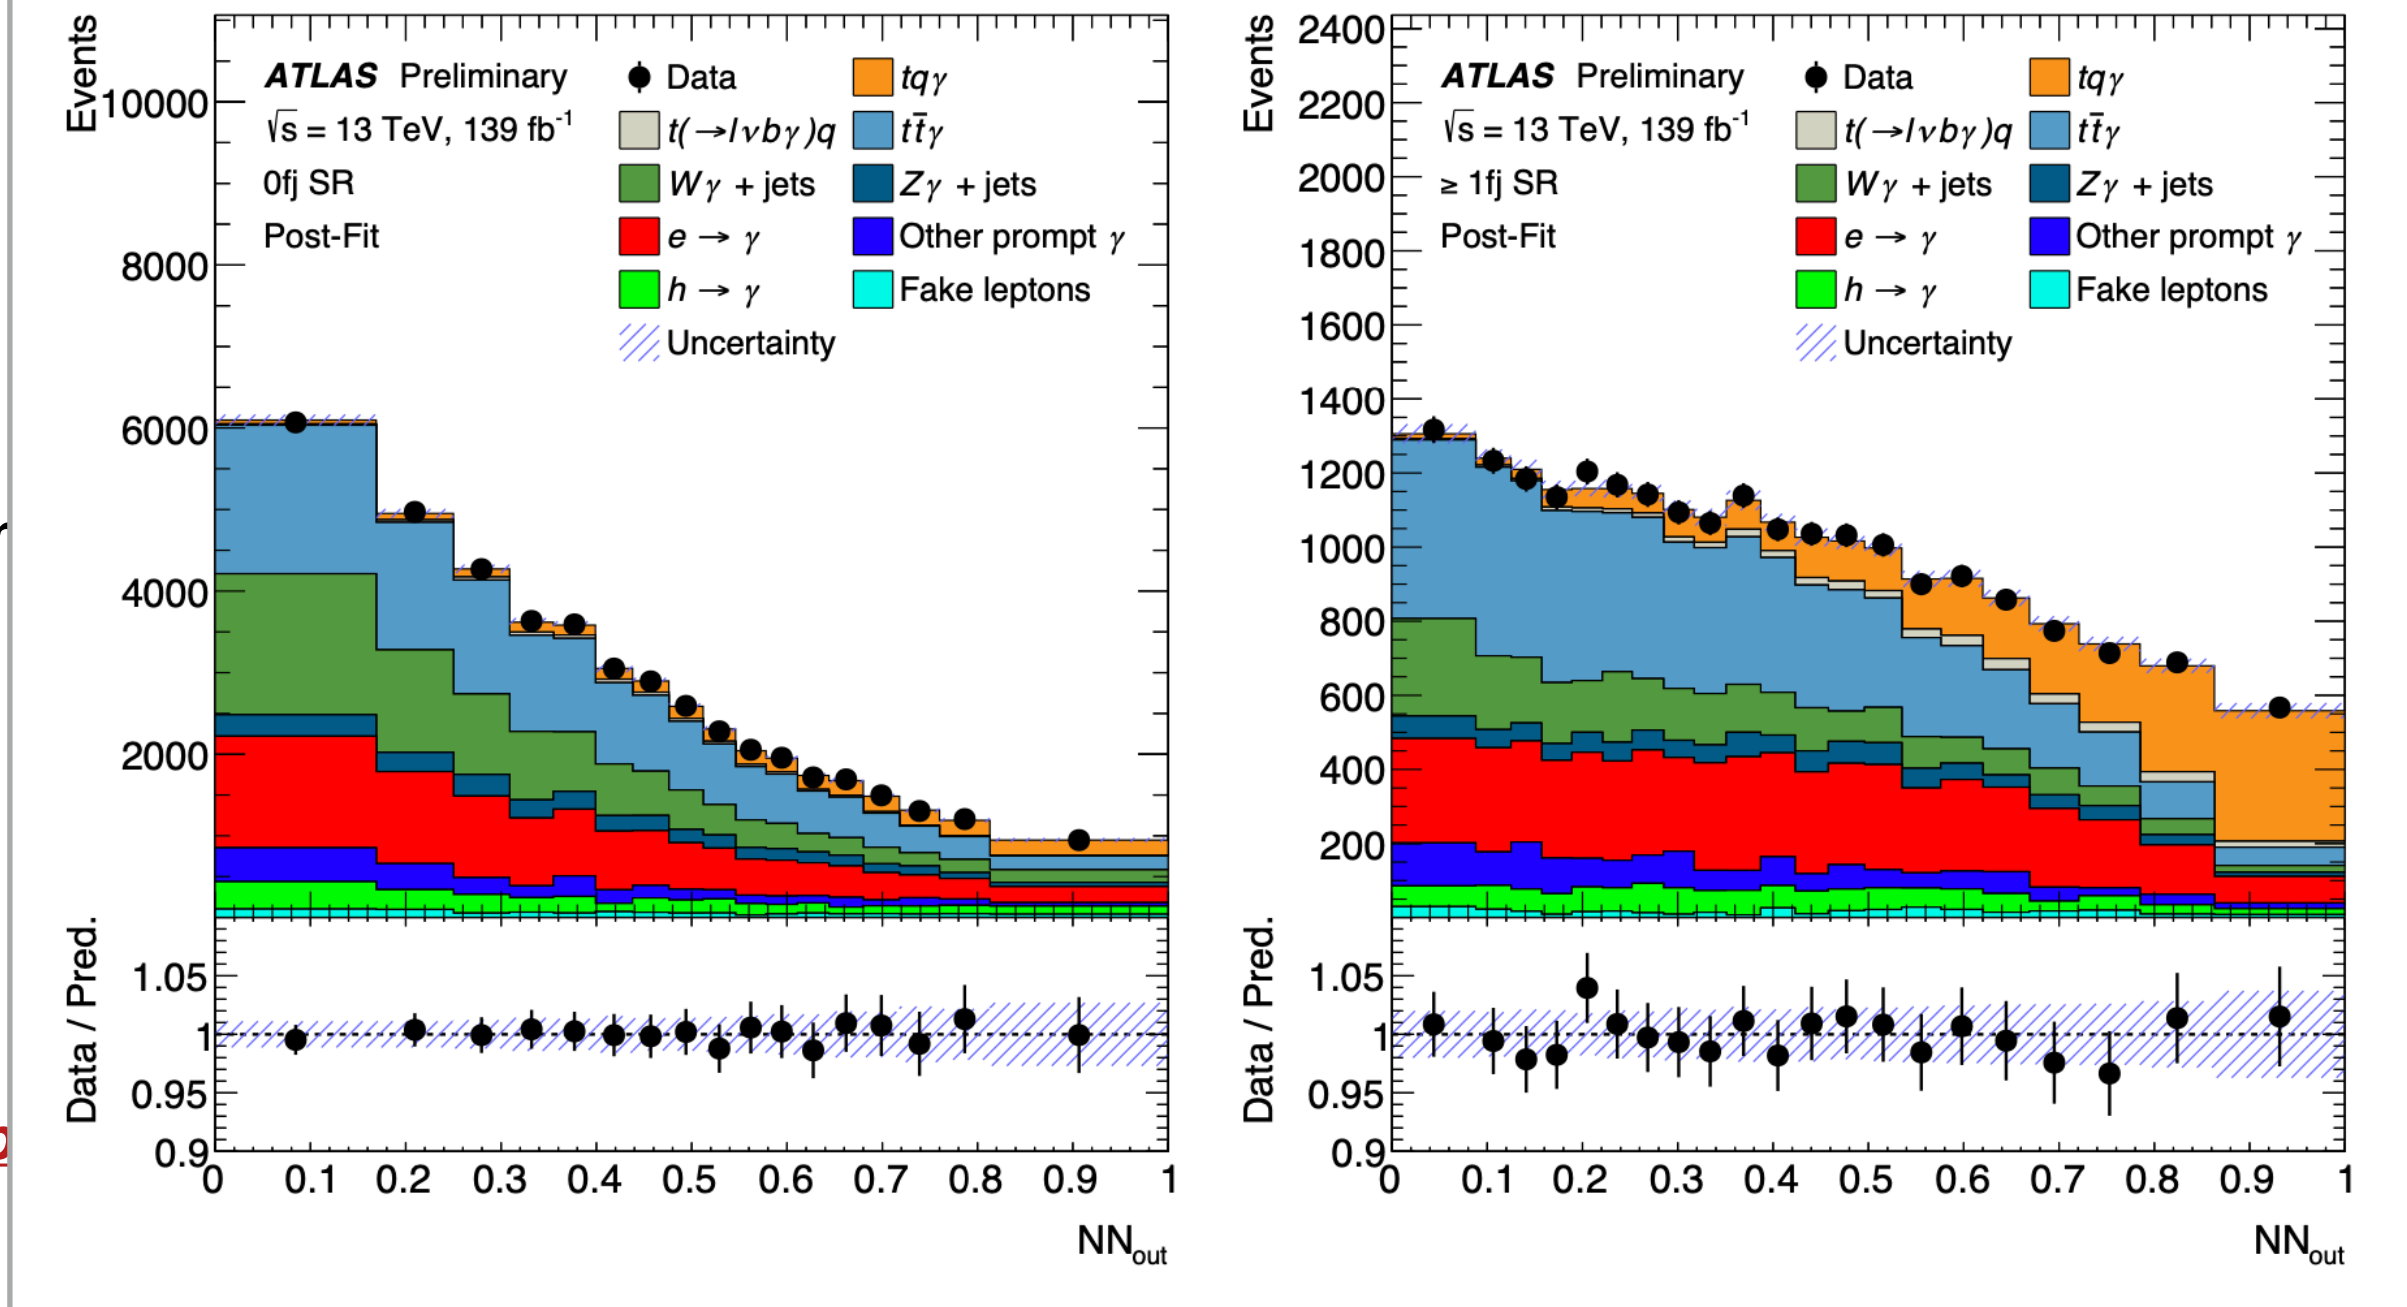 Events
10000
8000
6000
4000
2000
ATLAS Preliminary
√s = 13 TeV, 139 fb-1
0fj SR
Post-Fit
Data
tqγ
t(→lνbγ)q
tt̄γ
Wγ + jets
Zγ + jets
e → γ
Other prompt γ
h → γ
Fake leptons
Uncertainty
Data / Pred.
1.05
1
0.95
0.9
0 0.1 0.2 0.3 0.4 0.5 0.6 0.7 0.8 0.9 1
NNout
Events
2400
2200
2000
1800
1600
1400
1200
1000
800
600
400
200
ATLAS Preliminary
√s = 13 TeV, 139 fb-1
≥ 1fj SR
Post-Fit
Data
tqγ
t(→lνbγ)q
tt̄γ
Wγ + jets
Zγ + jets
e → γ
Other prompt γ
h → γ
Fake leptons
Uncertainty
Data / Pred.
1.05
1
0.95
0.9
0 0.1 0.2 0.3 0.4 0.5 0.6 0.7 0.8 0.9 1
NNout